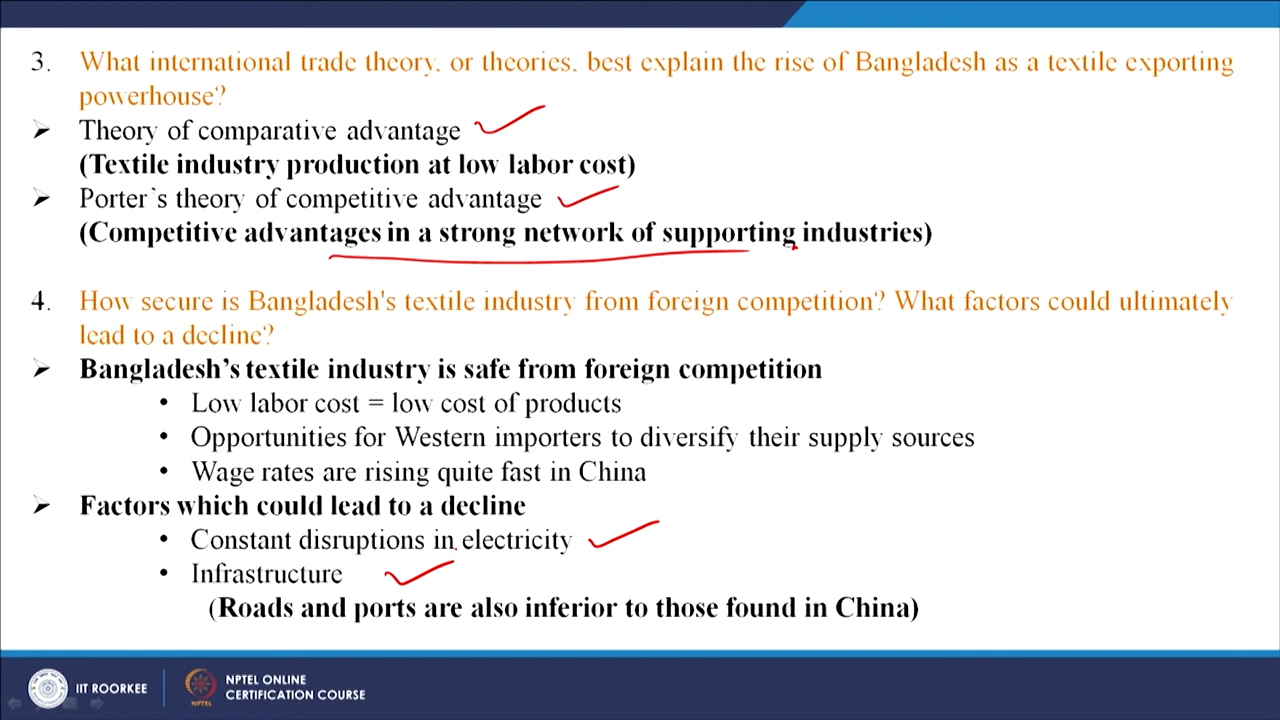 3. What international trade theory, or theories, best explain the rise of Bangladesh as a textile exporting
powerhouse?
➢ Theory of comparative advantage
(Textile industry production at low labor cost)
➢ Porter`s theory of competitive advantage
(Competitive advantages in a strong network of supporting industries)
4. How secure is Bangladesh's textile industry from foreign competition? What factors could ultimately
lead to a decline?
➢ Bangladesh’s textile industry is safe from foreign competition
• Low labor cost = low cost of products
• Opportunities for Western importers to diversify their supply sources
• Wage rates are rising quite fast in China
➢ Factors which could lead to a decline
• Constant disruptions in electricity
• Infrastructure
(Roads and ports are also inferior to those found in China)
IIT ROORKEE
NPTEL
NPTEL ONLINE
CERTIFICATION COURSE